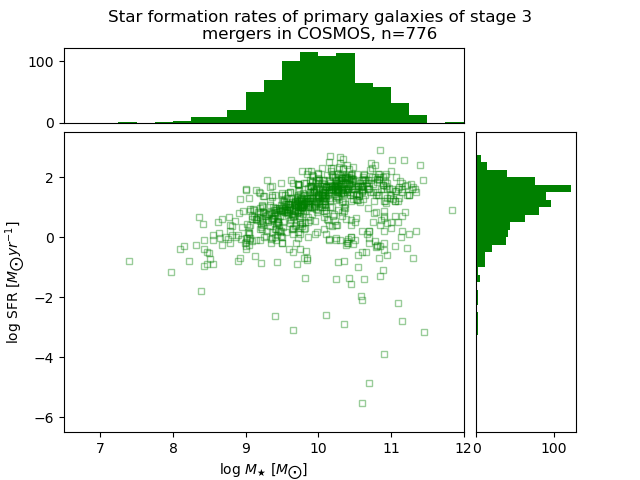 Star formation rates of primary galaxies of stage 3
mergers in COSMOS, n=776
100
0
2
0
−2
−4
−6
log SFR [M⨀yr⁻¹]
7 8 9 10 11 12 0 100
log M★ [M⨀]